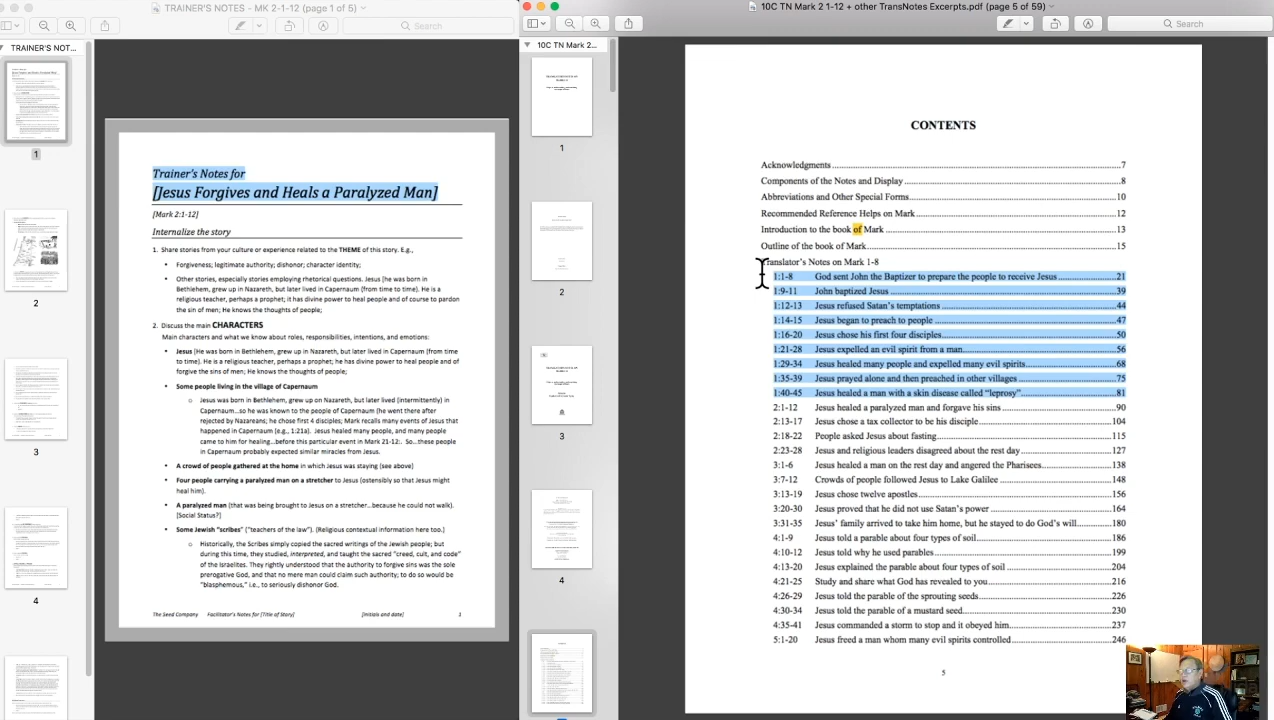 TRAINER'S NOTES - MK 2-1-12 (page 1 of 5)
Search
TRAINER'S NOT...
1
2
3
4
Trainer's Notes for
[Jesus Forgives and Heals a Paralyzed Man]
[Mark 2:1-12]
Internalize the story
1. Share stories from your culture or experience related to the THEME of this story. E.g.,
• Forgiveness; legitimate authority; dishonor; character identity;
• Other stories, especially stories employing rhetorical questions. Jesus [he was born in
Bethlehem, grew up in Nazareth, but later lived in Capernaum (from time to time). He is a
religious teacher, perhaps a prophet; it has divine power to heal people and of course to pardon
the sin of men; He knows the thoughts of people;
2. Discuss the main CHARACTERS
Main characters and what we know about roles, responsibilities, intentions, and emotions:
• Jesus [He was born in Bethlehem, grew up in Nazareth, but later lived in Capernaum (from time
to time). He is a religious teacher, perhaps a prophet; he has divine power to heal people and of
forgive the sins of men; He knows the thoughts of people;
• Some people living in the village of Capernaum
○ Jesus was born in Bethlehem, grew up in Nazareth, but later lived (intermittently) in
Capernaum...so he was known to the people of Capernaum (he went there after
rejected by Nazareans; he chose first 4 disciples; Mark recalls many events of Jesus that
happened in Capernaum (e.g., 1:21a). Jesus healed many people, and many people
came to him for healing...before this particular event in Mark 21-12:. So...these people
in Capernaum probably expected similar miracles from Jesus.
• A crowd of people gathered at the home in which Jesus was staying (see above)
• Four people carrying a paralyzed man on a stretcher to Jesus (ostensibly so that Jesus might
heal him).
• A paralyzed man (that was being brought to Jesus on a stretcher...because he could not walk).
[Social Status?]
• Some Jewish "scribes" ("teachers of the law"). (Religious contextual information here too.)
○ Historically, the Scribes simply copied the sacred writings of the Jewish people; but
during this time, they studied, interpreted, and taught the sacred "creed, cult, and code"
of the Israelites. They rightly understood that the authority to forgive sins was the sole
prerogative God, and that no mere man could claim such authority; to do so would be
"blasphemous," i.e., to seriously dishonor God.
The Seed Company Facilitator's Notes for [Title of Story] [Initials and date] 1
10C TN Mark 2 1-12 + other TransNotes Excerpts.pdf (page 5 of 59)
Search
10C TN Mark 2...
1
2
3
4
CONTENTS
Acknowledgments 7
Components of the Notes and Display 8
Abbreviations and Other Special Forms 10
Recommended Reference Helps on Mark 12
Introduction to the book of Mark 13
Outline of the book of Mark 15
Translator's Notes on Mark 1-8
1:1-8 God sent John the Baptizer to prepare the people to receive Jesus 21
1:9-11 John baptized Jesus 39
1:12-13 Jesus refused Satan's temptations 44
1:14-15 Jesus began to preach to people 47
1:16-20 Jesus chose his first four disciples 50
1:21-28 Jesus expelled an evil spirit from a man 56
1:29-34 Jesus healed many people and expelled many evil spirits 68
1:35-39 Jesus prayed alone and then preached in other villages 75
1:40-45 Jesus healed a man with a skin disease called "leprosy" 81
2:1-12 Jesus healed a paralyzed man and forgave his sins 90
2:13-17 Jesus chose a tax collector to be his disciple 104
2:18-22 People asked Jesus about fasting 115
2:23-28 Jesus and religious leaders disagreed about the rest day 127
3:1-6 Jesus healed a man on the rest day and angered the Pharisees 138
3:7-12 Crowds of people followed Jesus to Lake Galilee 148
3:13-19 Jesus chose twelve apostles 156
3:20-30 Jesus proved that he did not use Satan's power 164
3:31-35 Jesus' family arrived to take him home, but he stayed to do God's will 180
4:1-9 Jesus told a parable about four types of soil 186
4:10-12 Jesus told why he used parables 199
4:13-20 Jesus explained the parable about four types of soil 204
4:21-25 Study and share what God has revealed to you 216
4:26-29 Jesus told the parable of the sprouting seeds 226
4:30-34 Jesus told the parable of a mustard seed 230
4:35-41 Jesus commanded a storm to stop and it obeyed him 237
5:1-20 Jesus freed a man whom many evil spirits controlled 246
5